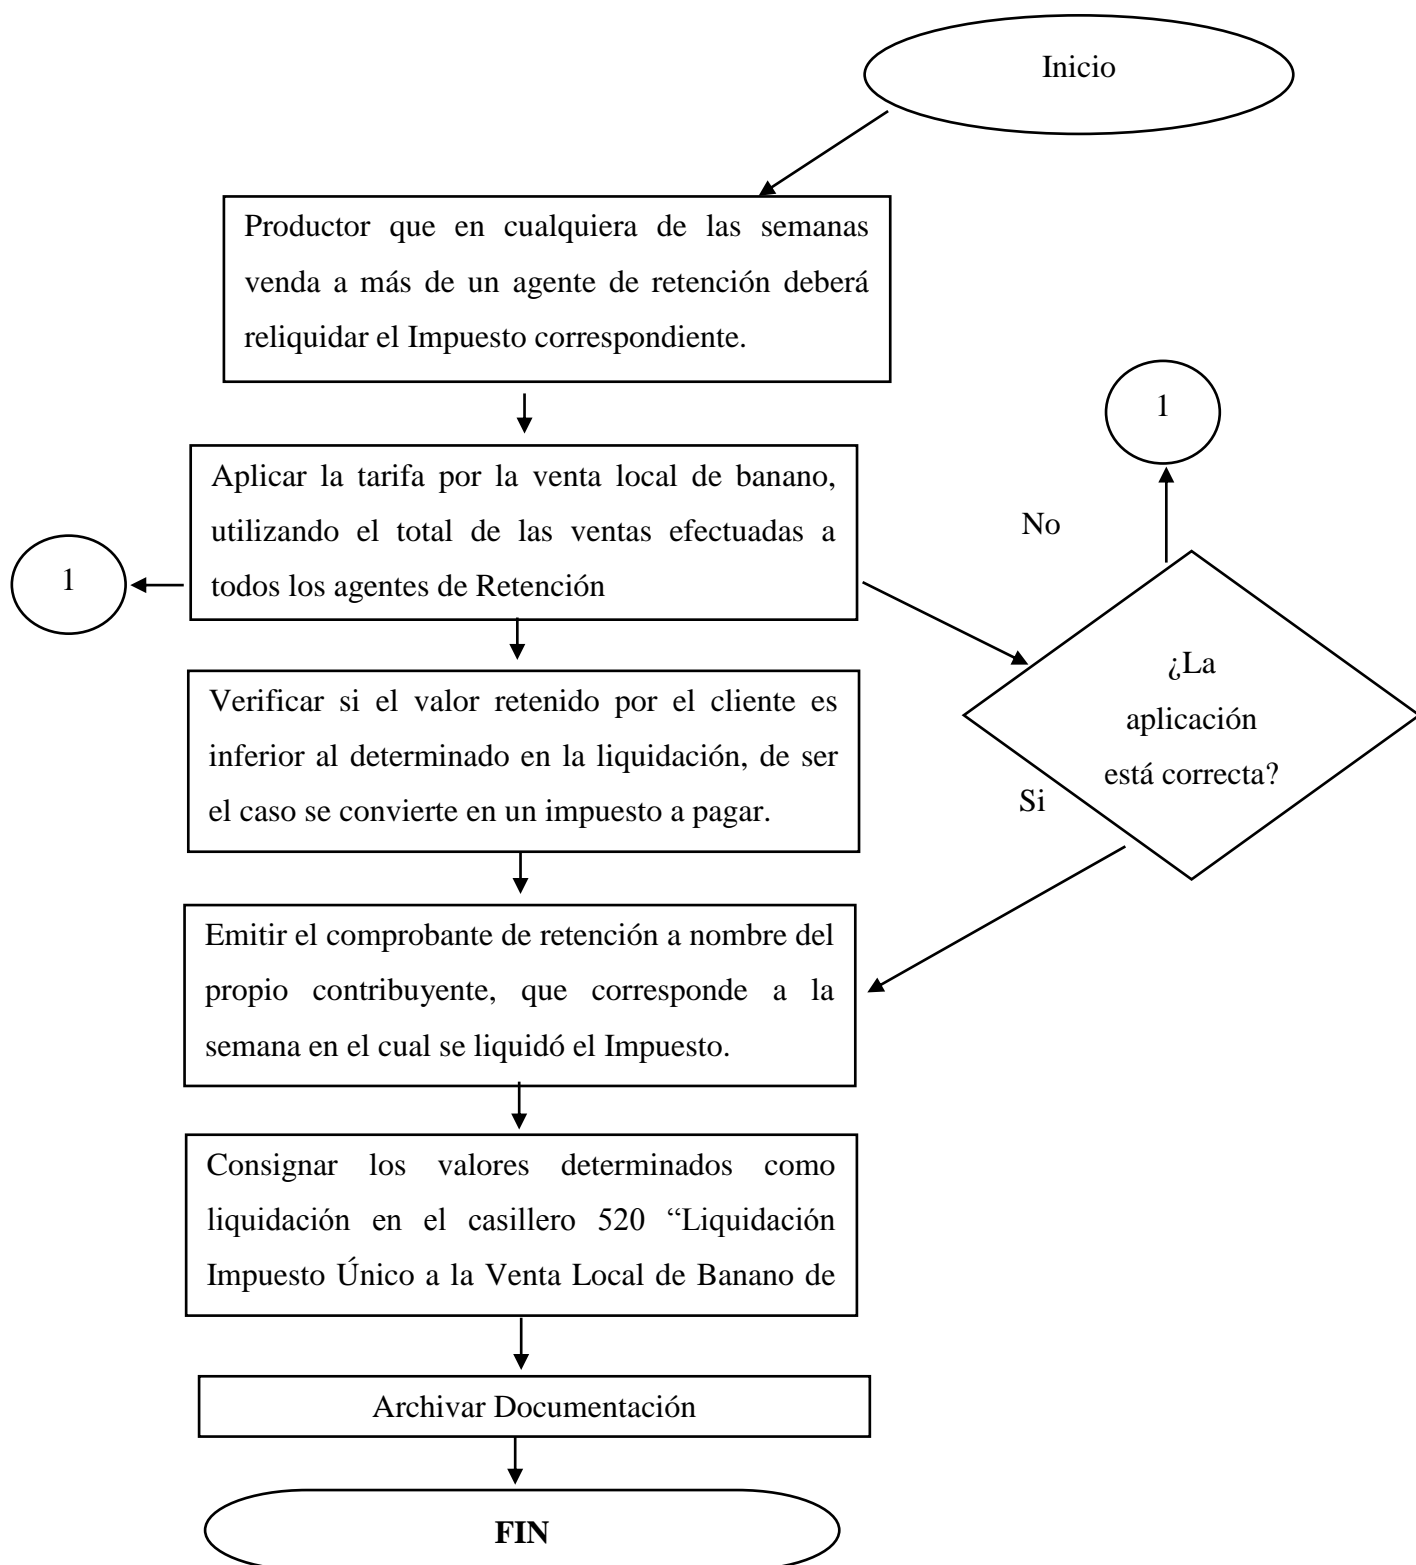 Inicio
Productor que en cualquiera de las semanas
venda a más de un agente de retención deberá
reliquidar el Impuesto correspondiente.
1
Aplicar la tarifa por la venta local de banano,
utilizando el total de las ventas efectuadas a
todos los agentes de Retención
No
1
¿La
aplicación
está correcta?
Si
Verificar si el valor retenido por el cliente es
inferior al determinado en la liquidación, de ser
el caso se convierte en un impuesto a pagar.
Emitir el comprobante de retención a nombre del
propio contribuyente, que corresponde a la
semana en el cual se liquidó el Impuesto.
Consignar los valores determinados como
liquidación en el casillero 520 “Liquidación
Impuesto Único a la Venta Local de Banano de
Archivar Documentación
FIN